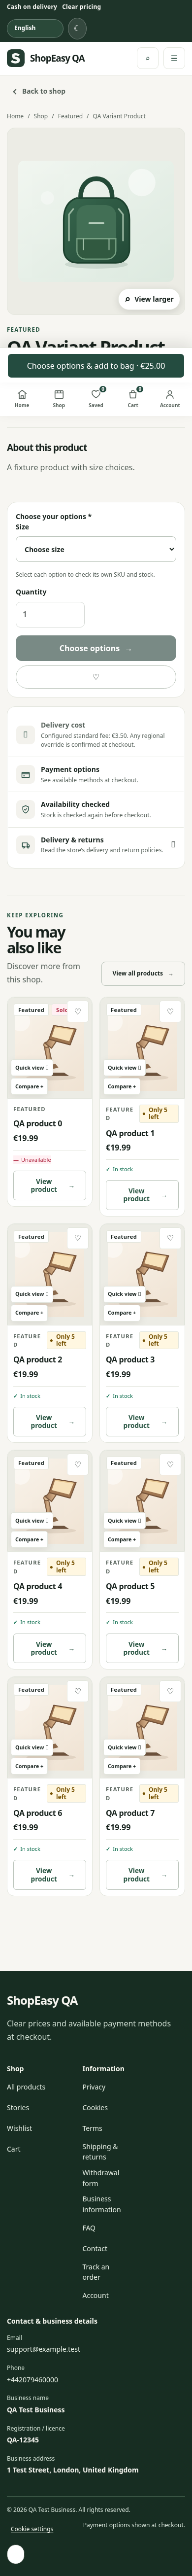 Cash on delivery Clear pricing
English
ShopEasy QA
Back to shop
Home / Shop / Featured / QA Variant Product
View larger
FEATURED
QA Variant Product
Choose options & add to bag · €25.00
0 0
Home Shop Saved Cart Account
About this product
A fixture product with size choices.
Choose your options *
Size
Choose size
Select each option to check its own SKU and stock.
Quantity
1
Choose options →
♡
Delivery cost
Configured standard fee: €3.50. Any regional
override is confirmed at checkout.
Payment options
See available methods at checkout.
Availability checked
Stock is checked again before checkout.
Delivery & returns
Read the store's delivery and return policies.
KEEP EXPLORING
You may
also like
Discover more from
this shop.
View all products →
Featured
Quick view
Compare +
FEATURED
QA product 0
€19.99
— Unavailable
View
product →
Featured
Quick view
Compare +
FEATURE
D
Only 5
left
QA product 1
€19.99
✓ In stock
View
product →
Featured
Quick view
Compare +
FEATURE
D
Only 5
left
QA product 2
€19.99
✓ In stock
View
product →
Featured
Quick view
Compare +
FEATURE
D
Only 5
left
QA product 3
€19.99
✓ In stock
View
product →
Featured
Quick view
Compare +
FEATURE
D
Only 5
left
QA product 4
€19.99
✓ In stock
View
product →
Featured
Quick view
Compare +
FEATURE
D
Only 5
left
QA product 5
€19.99
✓ In stock
View
product →
Featured
Quick view
Compare +
FEATURE
D
Only 5
left
QA product 6
€19.99
✓ In stock
View
product →
Featured
Quick view
Compare +
FEATURE
D
Only 5
left
QA product 7
€19.99
✓ In stock
View
product →
ShopEasy QA
Clear prices and available payment methods
at checkout.
Shop
All products
Stories
Wishlist
Cart
Information
Privacy
Cookies
Terms
Shipping &
returns
Withdrawal
form
Business
information
FAQ
Contact
Track an
order
Account
Contact & business details
Email
support@example.test
Phone
+442079460000
Business name
QA Test Business
Registration / licence
QA-12345
Business address
1 Test Street, London, United Kingdom
© 2026 QA Test Business. All rights reserved.
Cookie settings
Payment options shown at checkout.